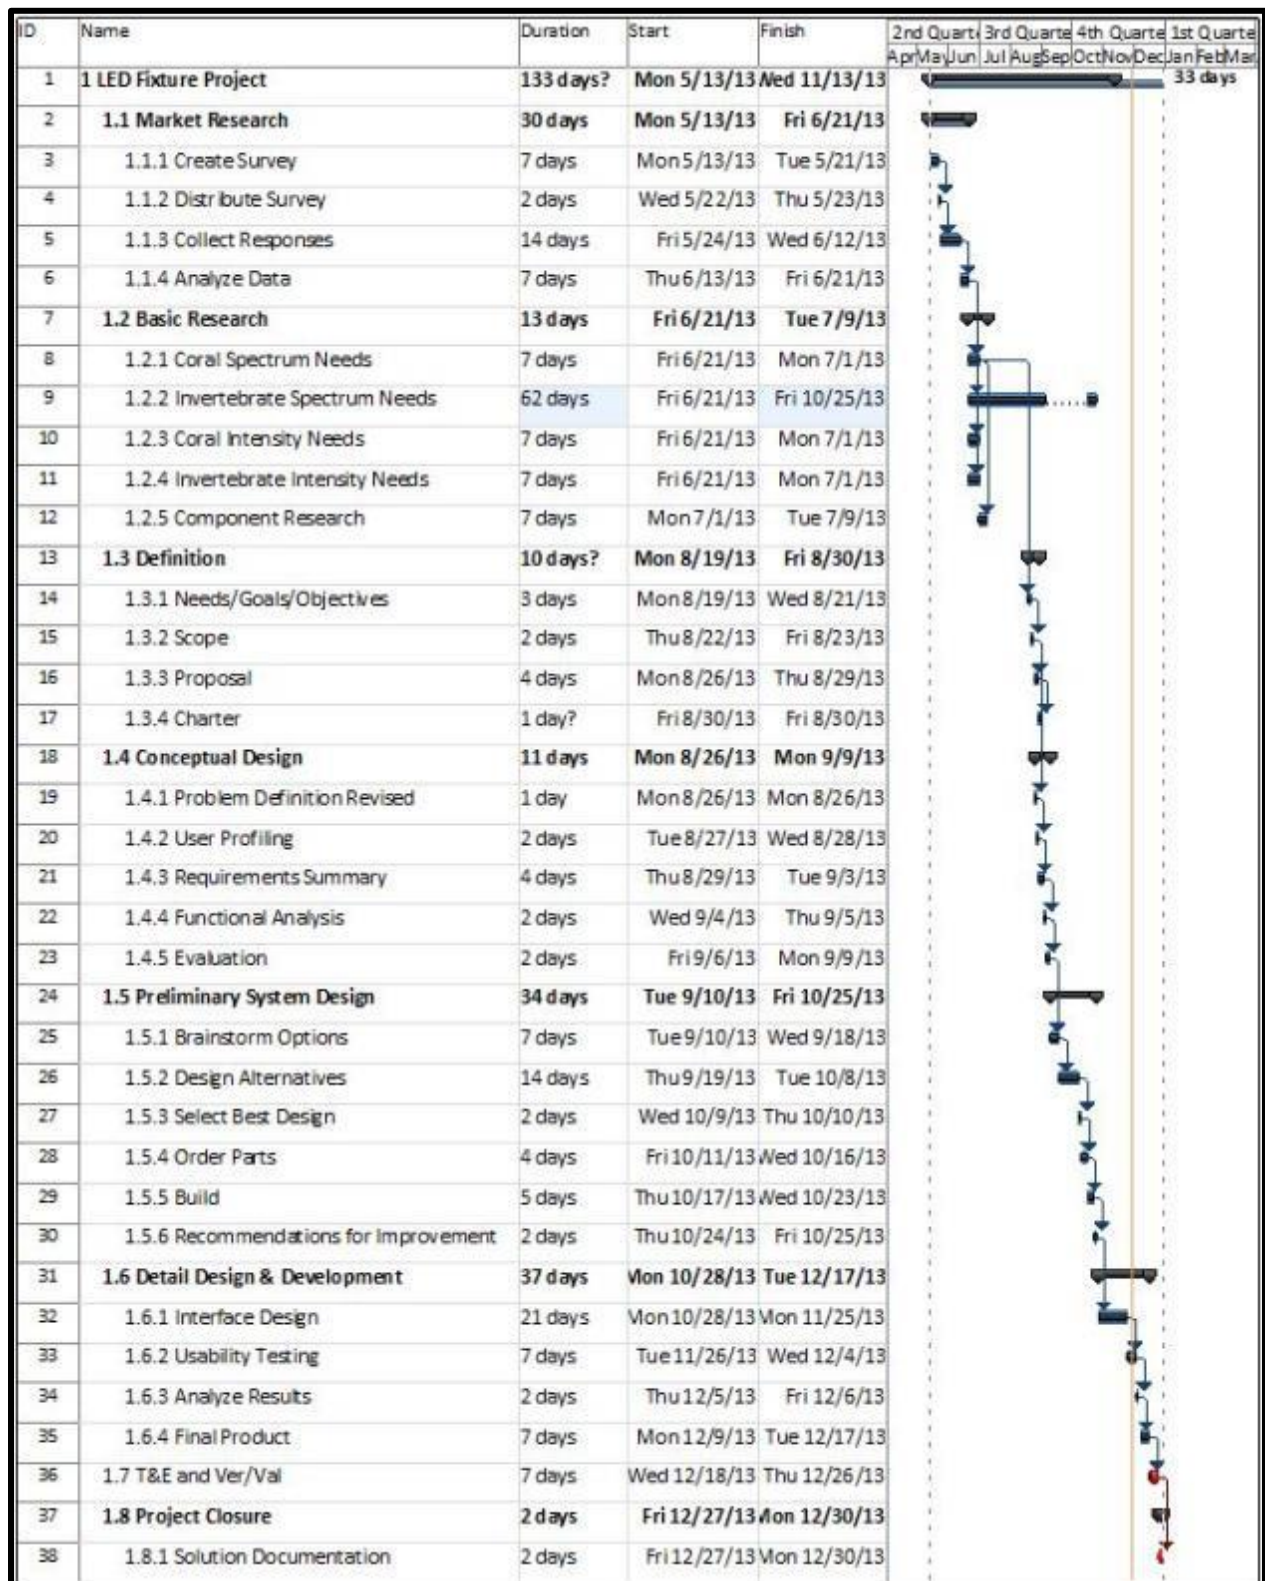 ID Name Duration Start Finish 2nd Quart 3rd Quarte 4th Quarte 1st Quarte
Apr May Jun Jul Aug Sep Oct Nov Dec Jan Feb Mar
1 1 LED Fixture Project 133 days? Mon 5/13/13 Wed 11/13/13 33 days
2 1.1 Market Research 30 days Mon 5/13/13 Fri 6/21/13
3 1.1.1 Create Survey 7 days Mon 5/13/13 Tue 5/21/13
4 1.1.2 Distribute Survey 2 days Wed 5/22/13 Thu 5/23/13
5 1.1.3 Collect Responses 14 days Fri 5/24/13 Wed 6/12/13
6 1.1.4 Analyze Data 7 days Thu 6/13/13 Fri 6/21/13
7 1.2 Basic Research 13 days Fri 6/21/13 Tue 7/9/13
8 1.2.1 Coral Spectrum Needs 7 days Fri 6/21/13 Mon 7/1/13
9 1.2.2 Invertebrate Spectrum Needs 62 days Fri 6/21/13 Fri 10/25/13
10 1.2.3 Coral Intensity Needs 7 days Fri 6/21/13 Mon 7/1/13
11 1.2.4 Invertebrate Intensity Needs 7 days Fri 6/21/13 Mon 7/1/13
12 1.2.5 Component Research 7 days Mon 7/1/13 Tue 7/9/13
13 1.3 Definition 10 days? Mon 8/19/13 Fri 8/30/13
14 1.3.1 Needs/Goals/Objectives 3 days Mon 8/19/13 Wed 8/21/13
15 1.3.2 Scope 2 days Thu 8/22/13 Fri 8/23/13
16 1.3.3 Proposal 4 days Mon 8/26/13 Thu 8/29/13
17 1.3.4 Charter 1 day? Fri 8/30/13 Fri 8/30/13
18 1.4 Conceptual Design 11 days Mon 8/26/13 Mon 9/9/13
19 1.4.1 Problem Definition Revised 1 day Mon 8/26/13 Mon 8/26/13
20 1.4.2 User Profiling 2 days Tue 8/27/13 Wed 8/28/13
21 1.4.3 Requirements Summary 4 days Thu 8/29/13 Tue 9/3/13
22 1.4.4 Functional Analysis 2 days Wed 9/4/13 Thu 9/5/13
23 1.4.5 Evaluation 2 days Fri 9/6/13 Mon 9/9/13
24 1.5 Preliminary System Design 34 days Tue 9/10/13 Fri 10/25/13
25 1.5.1 Brainstorm Options 7 days Tue 9/10/13 Wed 9/18/13
26 1.5.2 Design Alternatives 14 days Thu 9/19/13 Tue 10/8/13
27 1.5.3 Select Best Design 2 days Wed 10/9/13 Thu 10/10/13
28 1.5.4 Order Parts 4 days Fri 10/11/13 Wed 10/16/13
29 1.5.5 Build 5 days Thu 10/17/13 Wed 10/23/13
30 1.5.6 Recommendations for Improvement 2 days Thu 10/24/13 Fri 10/25/13
31 1.6 Detail Design & Development 37 days Mon 10/28/13 Tue 12/17/13
32 1.6.1 Interface Design 21 days Mon 10/28/13 Mon 11/25/13
33 1.6.2 Usability Testing 7 days Tue 11/26/13 Wed 12/4/13
34 1.6.3 Analyze Results 2 days Thu 12/5/13 Fri 12/6/13
35 1.6.4 Final Product 7 days Mon 12/9/13 Tue 12/17/13
36 1.7 T&E and Ver/Val 7 days Wed 12/18/13 Thu 12/26/13
37 1.8 Project Closure 2 days Fri 12/27/13 Mon 12/30/13
38 1.8.1 Solution Documentation 2 days Fri 12/27/13 Mon 12/30/13